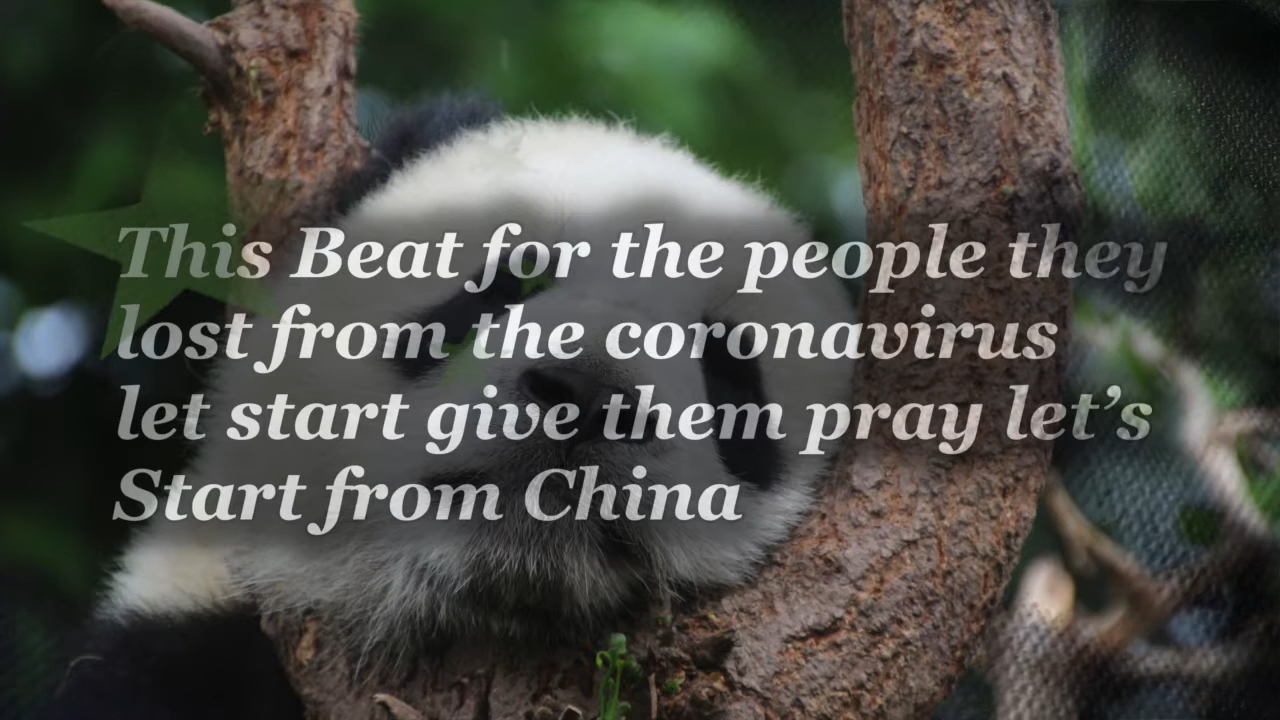 This Beat for the people they
lost from the coronavirus
let start give them pray let’s
Start from China